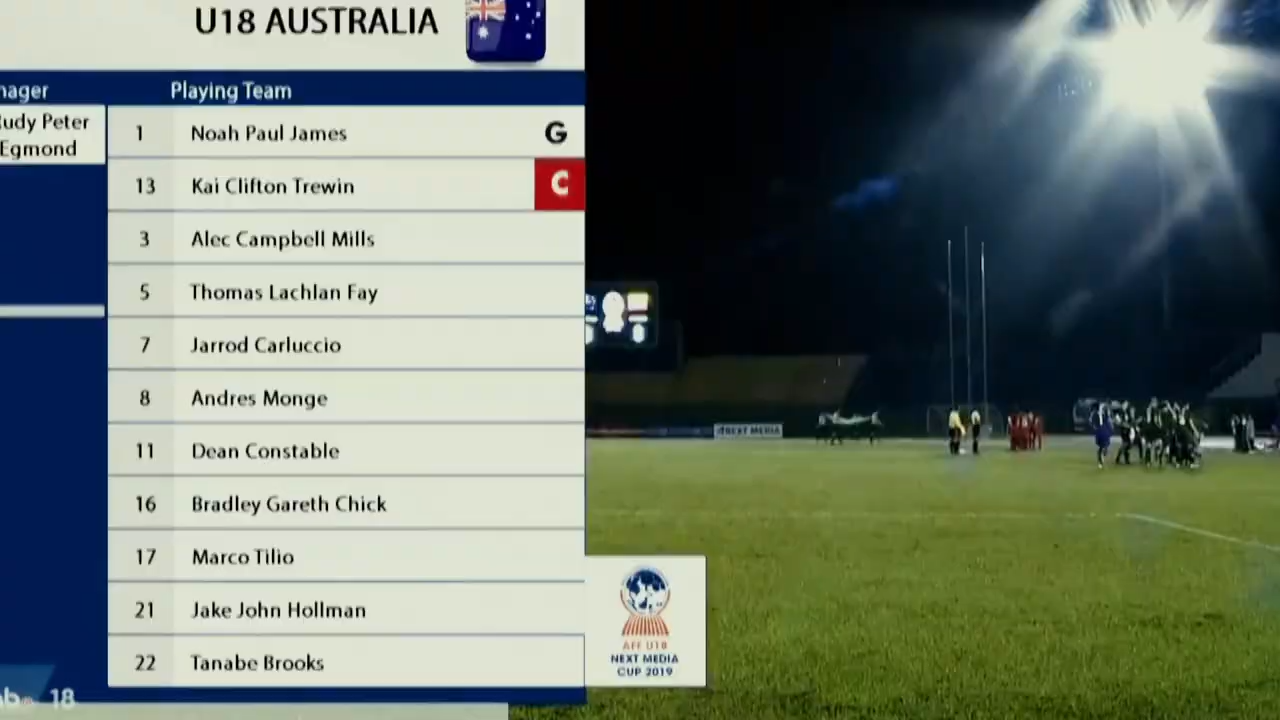 U18 AUSTRALIA
Playing Team
Peter
Egmond
1 Noah Paul James G
13 Kai Clifton Trewin C
3 Alec Campbell Mills
5 Thomas Lachlan Fay
7 Jarrod Carluccio
8 Andres Monge
11 Dean Constable
16 Bradley Gareth Chick
17 Marco Tilio
21 Jake John Hollman
22 Tanabe Brooks
NEXT MEDIA
AFF U18
NEXT MEDIA
CUP 2019
18